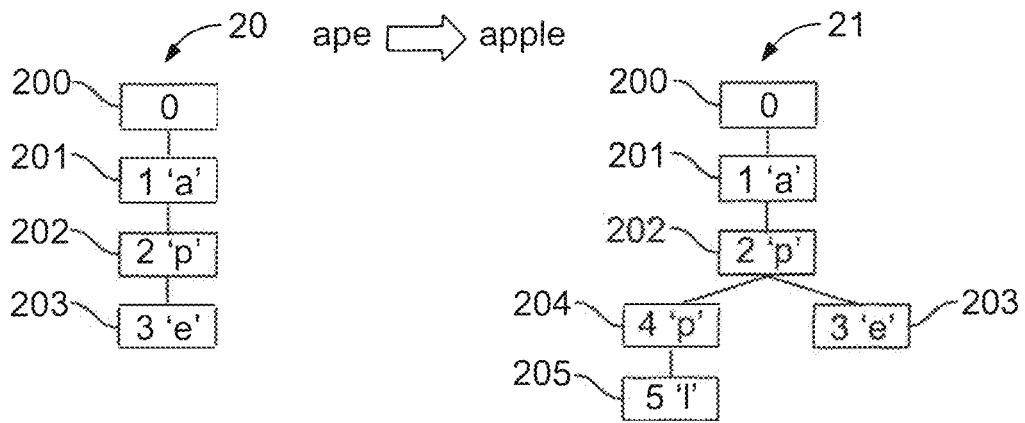 20 ape apple 21
200 0 200 0
201 1 'a' 201 1 'a'
202 2 'p' 202 2 'p'
203 3 'e' 204 4 'p' 3 'e' 203
205 5 'l'